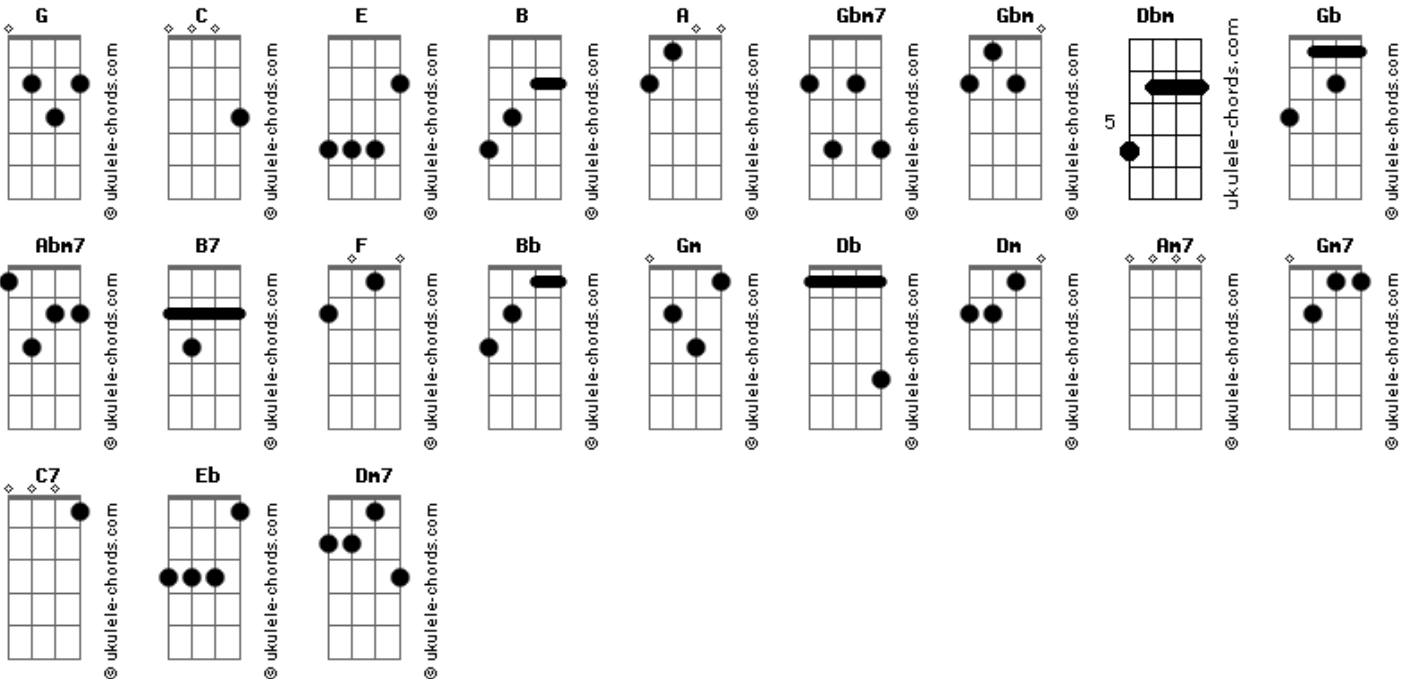 G C E B A Gbm7 Gbm Dbm Gb
© ukulele-chords.com © ukulele-chords.com © ukulele-chords.com © ukulele-chords.com © ukulele-chords.com © ukulele-chords.com © ukulele-chords.com 5 ukulele-chords.com © ukulele-chords.com
Abm7 B7 F Bb Gm Db Dm Am7 Gm7
© ukulele-chords.com © ukulele-chords.com © ukulele-chords.com © ukulele-chords.com © ukulele-chords.com © ukulele-chords.com © ukulele-chords.com © ukulele-chords.com © ukulele-chords.com
C7 Eb Dm7
© ukulele-chords.com © ukulele-chords.com © ukulele-chords.com